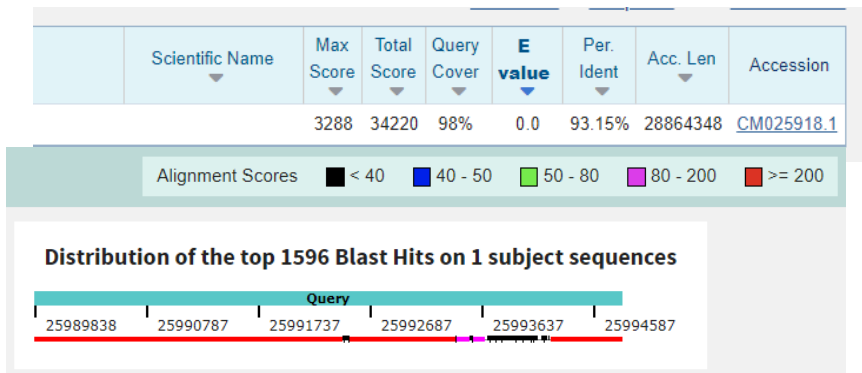 Scientific Name Max Score Total Score Query Cover E value Per. Ident Acc. Len Accession
3288 34220 98% 0.0 93.15% 28864348 CM025918.1
Alignment Scores < 40 40 - 50 50 - 80 80 - 200 >= 200
Distribution of the top 1596 Blast Hits on 1 subject sequences
Query
25989838 25990787 25991737 25992687 25993637 25994587